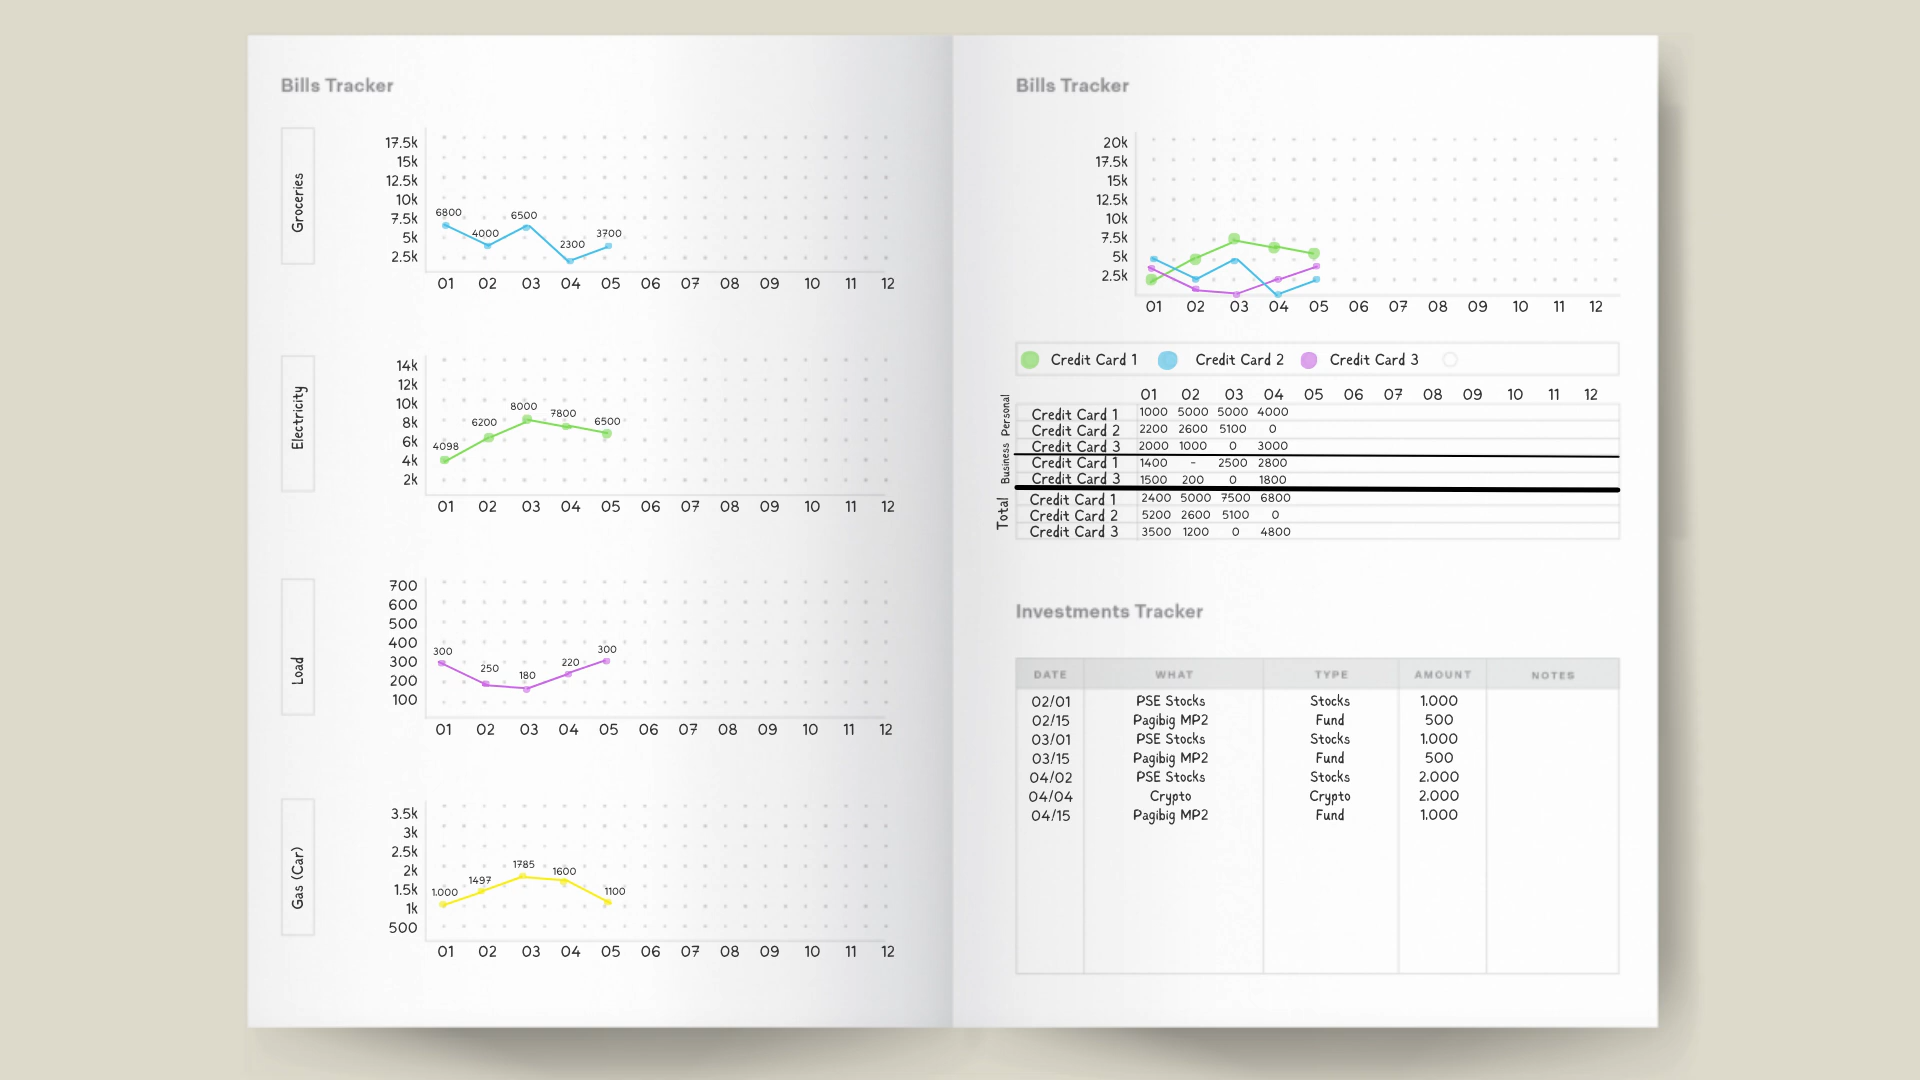 Bills Tracker
Groceries
17.5k
15k
12.5k
10k
7.5k
5k
2.5k
6800
4000
6500
2300
3700
01 02 03 04 05 06 07 08 09 10 11 12
Electricity
14k
12k
10k
8k
6k
4k
2k
4098
6200
8000
7800
6500
01 02 03 04 05 06 07 08 09 10 11 12
Load
700
600
500
400
300
200
100
300
250
180
220
300
01 02 03 04 05 06 07 08 09 10 11 12
Gas (Car)
3.5k
3k
2.5k
2k
1.5k
1k
500
1.000
1497
1785
1600
1100
01 02 03 04 05 06 07 08 09 10 11 12
Bills Tracker
20k
17.5k
15k
12.5k
10k
7.5k
5k
2.5k
01 02 03 04 05 06 07 08 09 10 11 12
Credit Card 1 Credit Card 2 Credit Card 3
01 02 03 04 05 06 07 08 09 10 11 12
Personal
Credit Card 1 1000 5000 5000 4000
Credit Card 2 2200 2600 5100 0
Credit Card 3 2000 1000 0 3000
Business
Credit Card 1 1400 - 2500 2800
Credit Card 3 1500 200 0 1800
Total
Credit Card 1 2400 5000 7500 6800
Credit Card 2 5200 2600 5100 0
Credit Card 3 3500 1200 0 4800
Investments Tracker
DATE WHAT TYPE AMOUNT NOTES
02/01 PSE Stocks Stocks 1.000
02/15 Pagibig MP2 Fund 500
03/01 PSE Stocks Stocks 1.000
03/15 Pagibig MP2 Fund 500
04/02 PSE Stocks Stocks 2.000
04/04 Crypto Crypto 2.000
04/15 Pagibig MP2 Fund 1.000